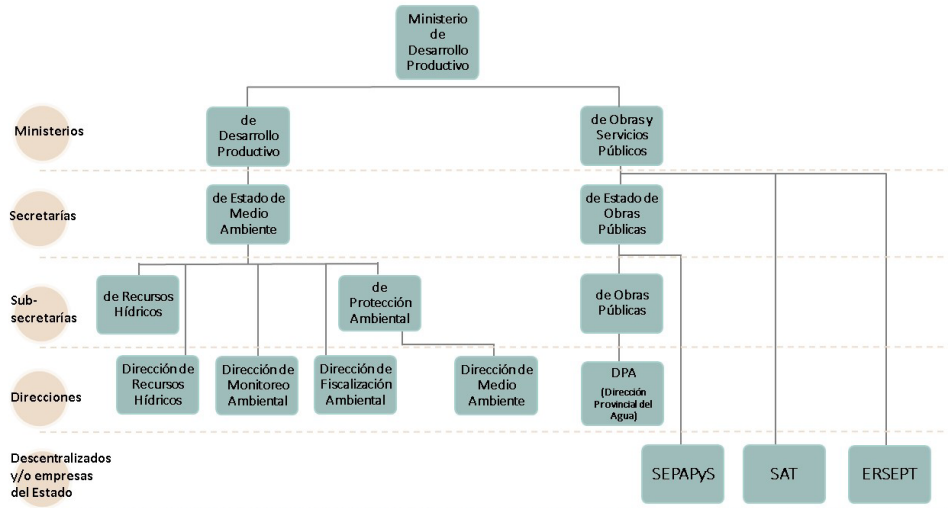 Ministerio
de
Desarrollo
Productivo
Ministerios
de
Desarrollo
Productivo
de Obras y
Servicios
Públicos
Secretarías
de Estado de
Medio
Ambiente
de Estado de
Obras
Públicas
Sub-
secretarías
de Recursos
Hídricos
de
Protección
Ambiental
de Obras
Públicas
Direcciones
Dirección de
Recursos
Hídricos
Dirección de
Monitoreo
Ambiental
Dirección de
Fiscalización
Ambiental
Dirección de
Medio
Ambiente
DPA
(Dirección
Provincial del
Agua)
Descentralizados
y/o empresas
del Estado
SEPAPyS
SAT
ERSEPT